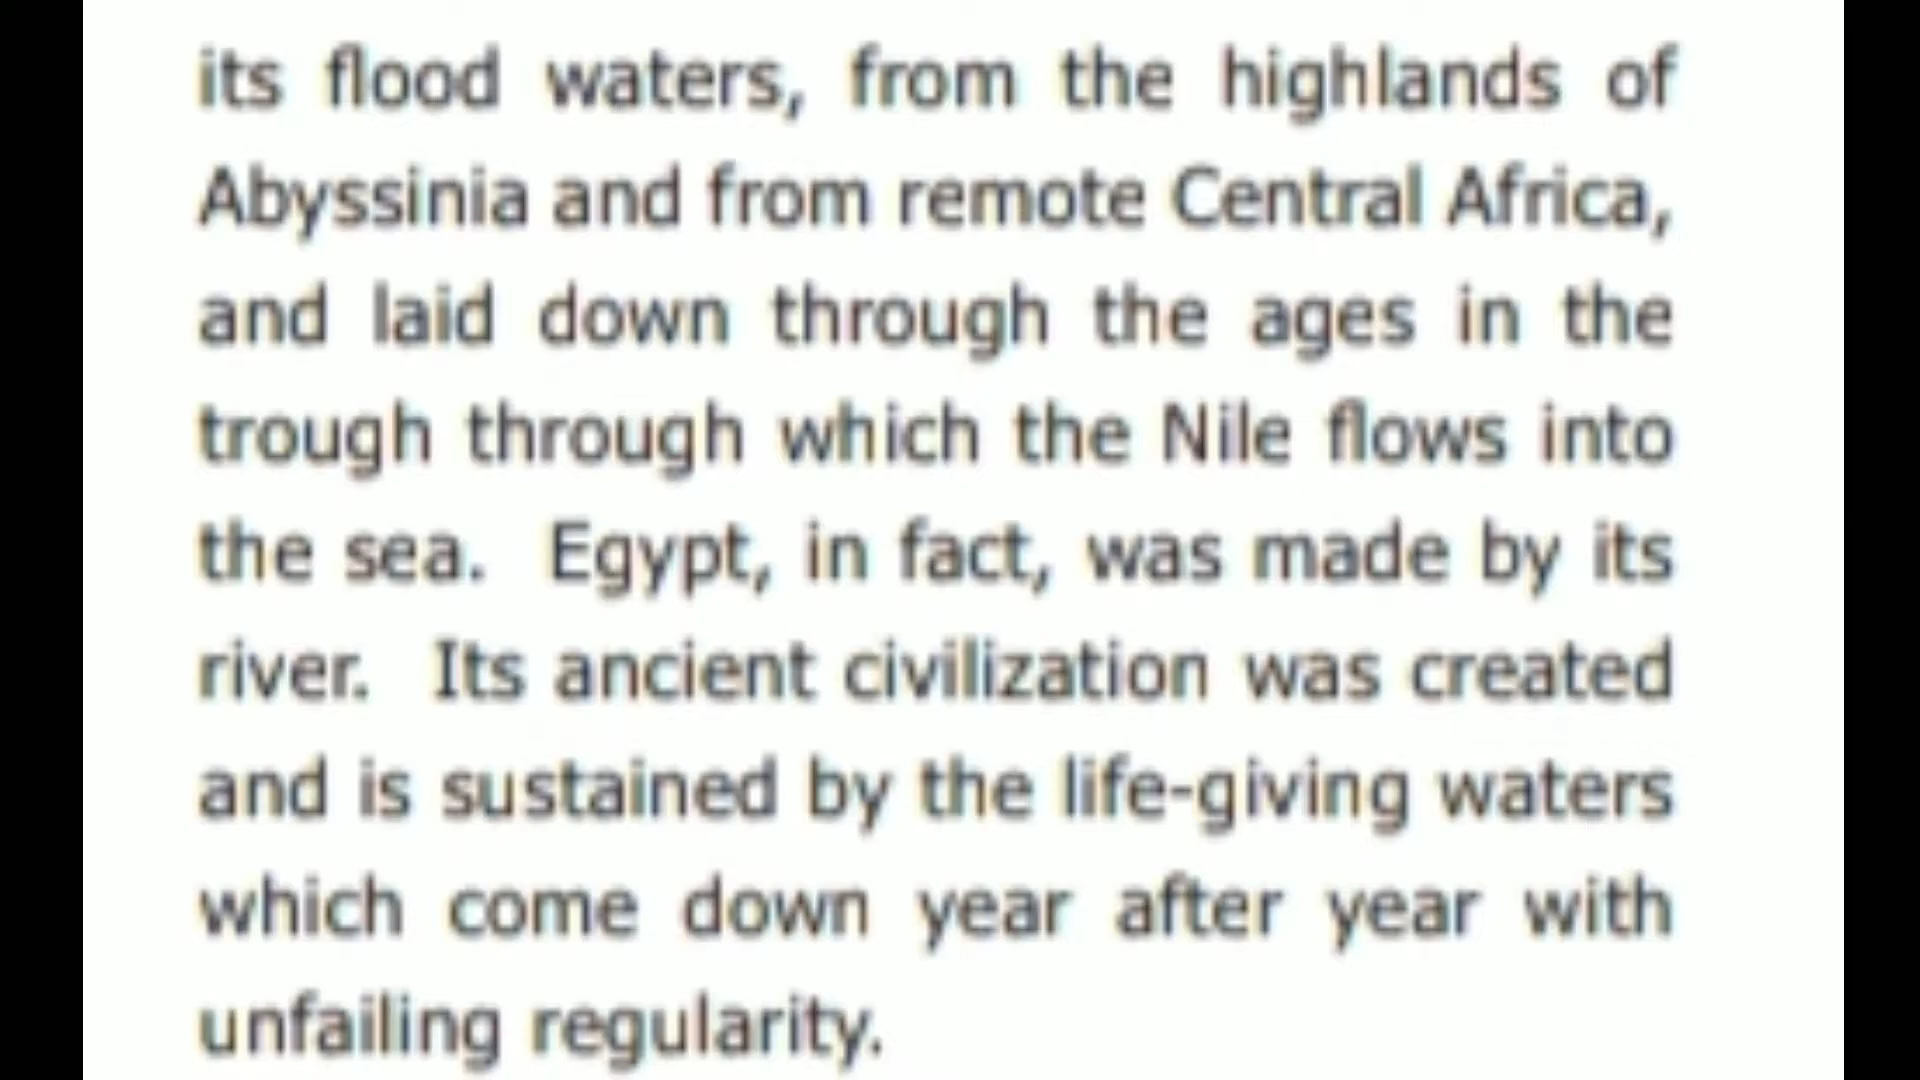 its flood waters, from the highlands of
Abyssinia and from remote Central Africa,
and laid down through the ages in the
trough through which the Nile flows into
the sea. Egypt, in fact, was made by its
river. Its ancient civilization was created
and is sustained by the life-giving waters
which come down year after year with
unfailing regularity.